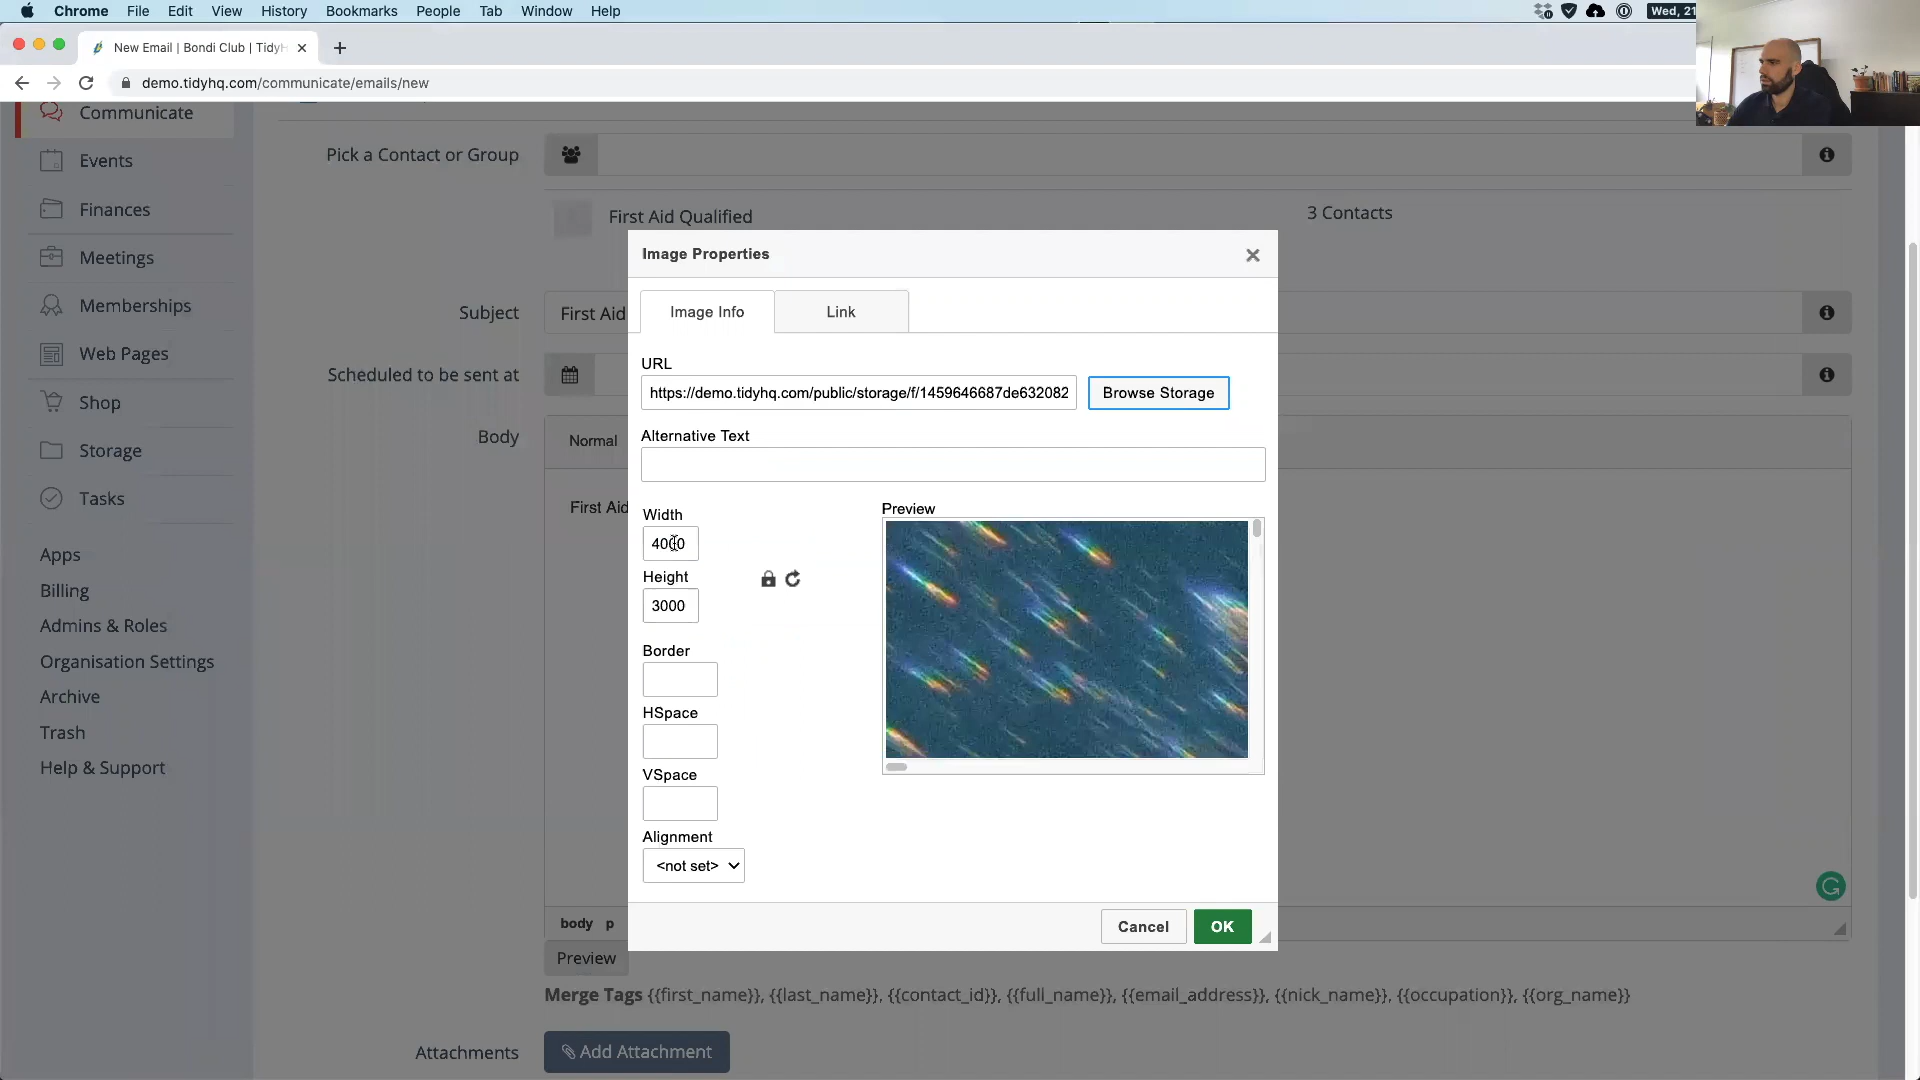 Chrome File Edit View History Bookmarks People Tab Window Help
Wed, 21
New Email | Bondi Club | TidyH
demo.tidyhq.com/communicate/emails/new
Communicate
Events
Finances
Meetings
Memberships
Web Pages
Shop
Storage
Tasks
Apps
Billing
Admins & Roles
Organisation Settings
Archive
Trash
Help & Support
Pick a Contact or Group
First Aid Qualified
3 Contacts
Subject
First Aid
Scheduled to be sent at
Body
Normal
First Aid
Image Properties
Image Info
Link
URL
https://demo.tidyhq.com/public/storage/f/1459646687de632082
Browse Storage
Alternative Text
Width
4000
Height
3000
Border
HSpace
VSpace
Alignment
<not set>
Preview
Cancel
OK
body p
Preview
Merge Tags {{first_name}}, {{last_name}}, {{contact_id}}, {{full_name}}, {{email_address}}, {{nick_name}}, {{occupation}}, {{org_name}}
Attachments
Add Attachment